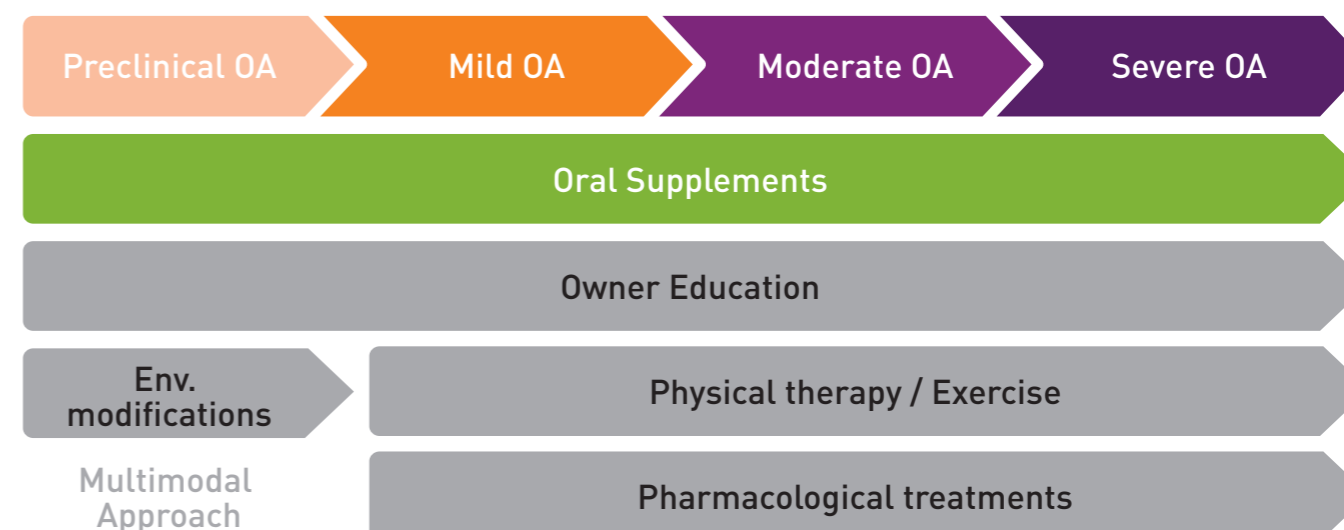 Preclinical OA
Mild OA
Moderate OA
Severe OA
Oral Supplements
Owner Education
Env.
modifications
Physical therapy / Exercise
Multimodal
Approach
Pharmacological treatments